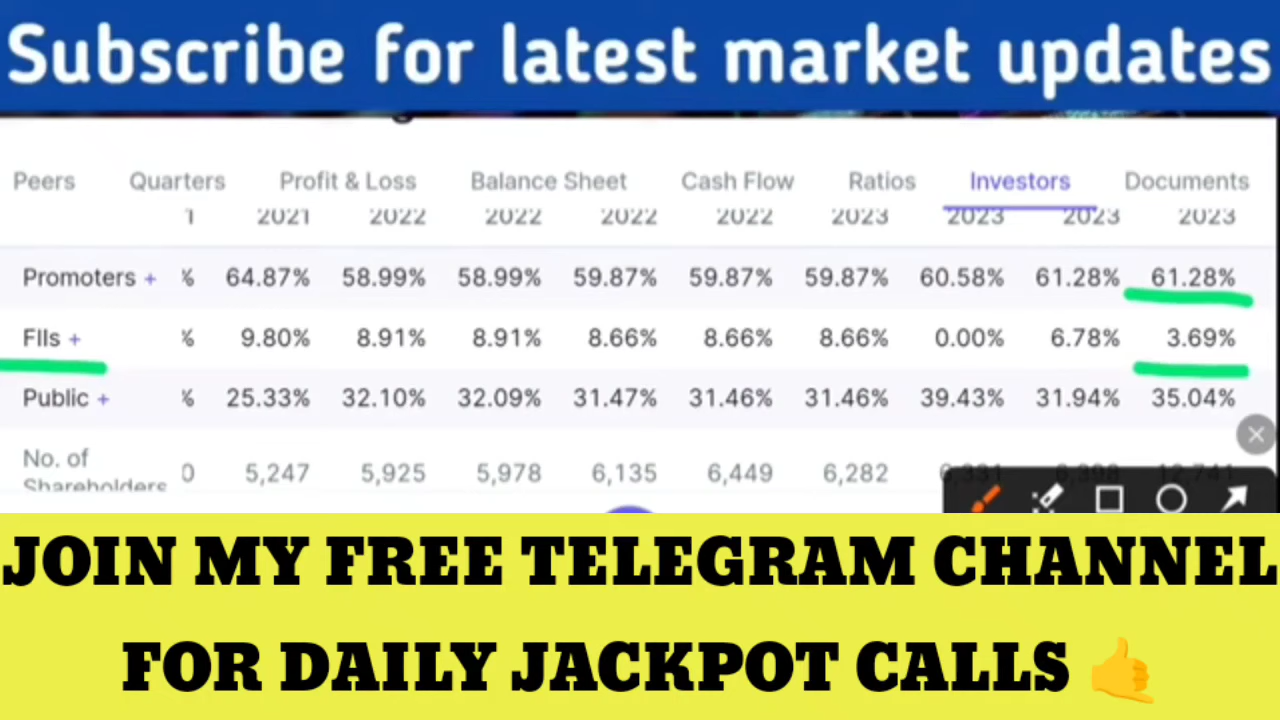 Subscribe for latest market updates
Peers Quarters Profit & Loss Balance Sheet Cash Flow Ratios Investors Documents
1 2021 2022 2022 2022 2022 2023 2023 2023 2023
Promoters + % 64.87% 58.99% 58.99% 59.87% 59.87% 59.87% 60.58% 61.28% 61.28%
FIIs + % 9.80% 8.91% 8.91% 8.66% 8.66% 8.66% 0.00% 6.78% 3.69%
Public + % 25.33% 32.10% 32.09% 31.47% 31.46% 31.46% 39.43% 31.94% 35.04%
No. of
Shareholders 0 5,247 5,925 5,978 6,135 6,449 6,282
JOIN MY FREE TELEGRAM CHANNEL
FOR DAILY JACKPOT CALLS 🤙